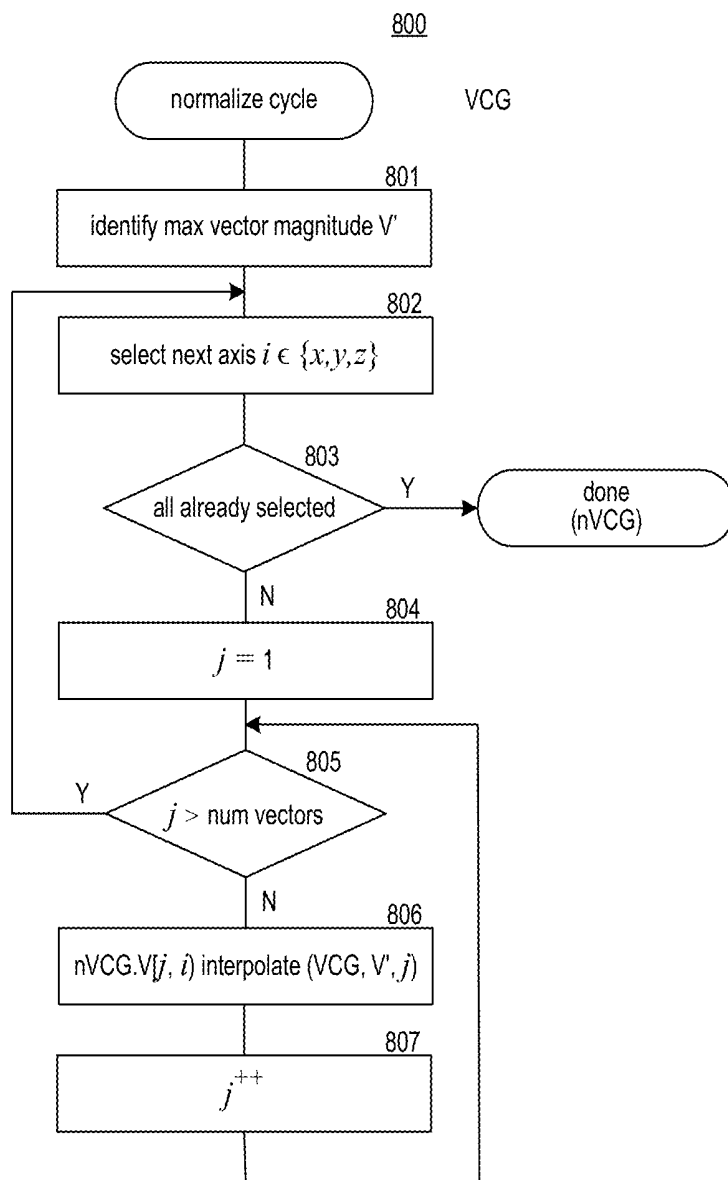 800
normalize cycle
VCG
801
identify max vector magnitude V'
802
select next axis i ϵ {x,y,z}
803
all already selected
Y
done
(nVCG)
N
804
j = 1
805
Y
j > num vectors
N
806
nVCG.V[j, i) interpolate (VCG, V', j)
807
j++